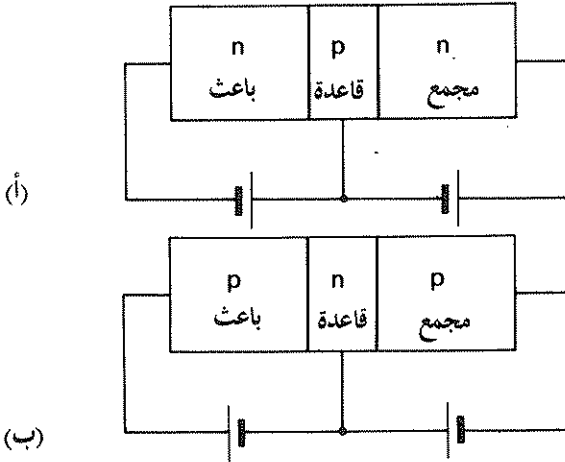 n p n
باعث قاعدة مجمع
(أ)
p n p
باعث قاعدة مجمع
(ب)